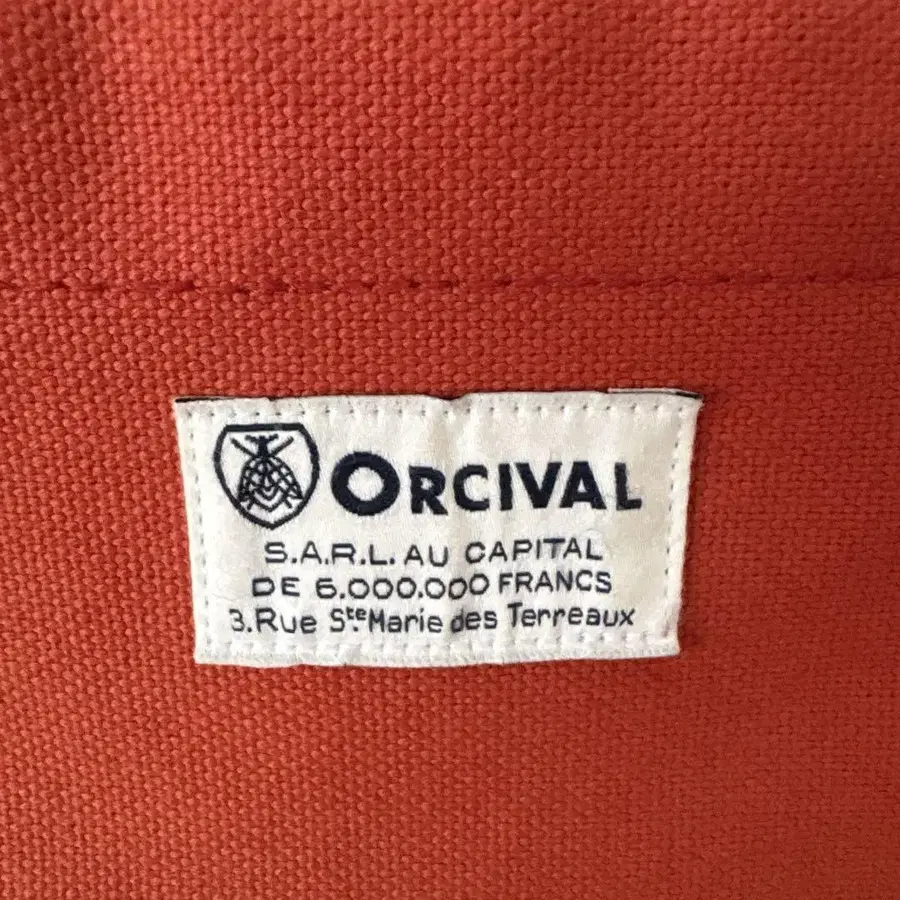 ORCIVAL
S.A.R.L. AU CAPITAL
DE 6.000.000 FRANCS
3.Rue Ste Marie des Terreaux